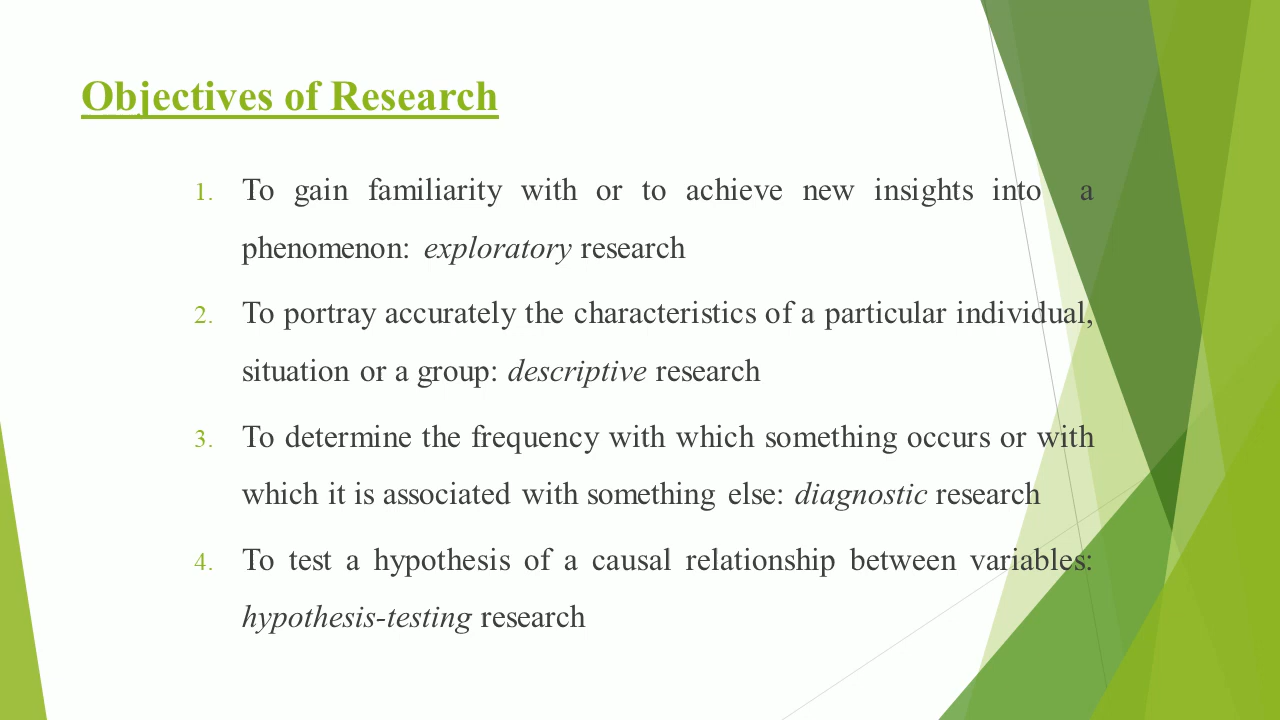 Objectives of Research
1. To gain familiarity with or to achieve new insights into a
phenomenon: exploratory research
2. To portray accurately the characteristics of a particular individual,
situation or a group: descriptive research
3. To determine the frequency with which something occurs or with
which it is associated with something else: diagnostic research
4. To test a hypothesis of a causal relationship between variables:
hypothesis-testing research